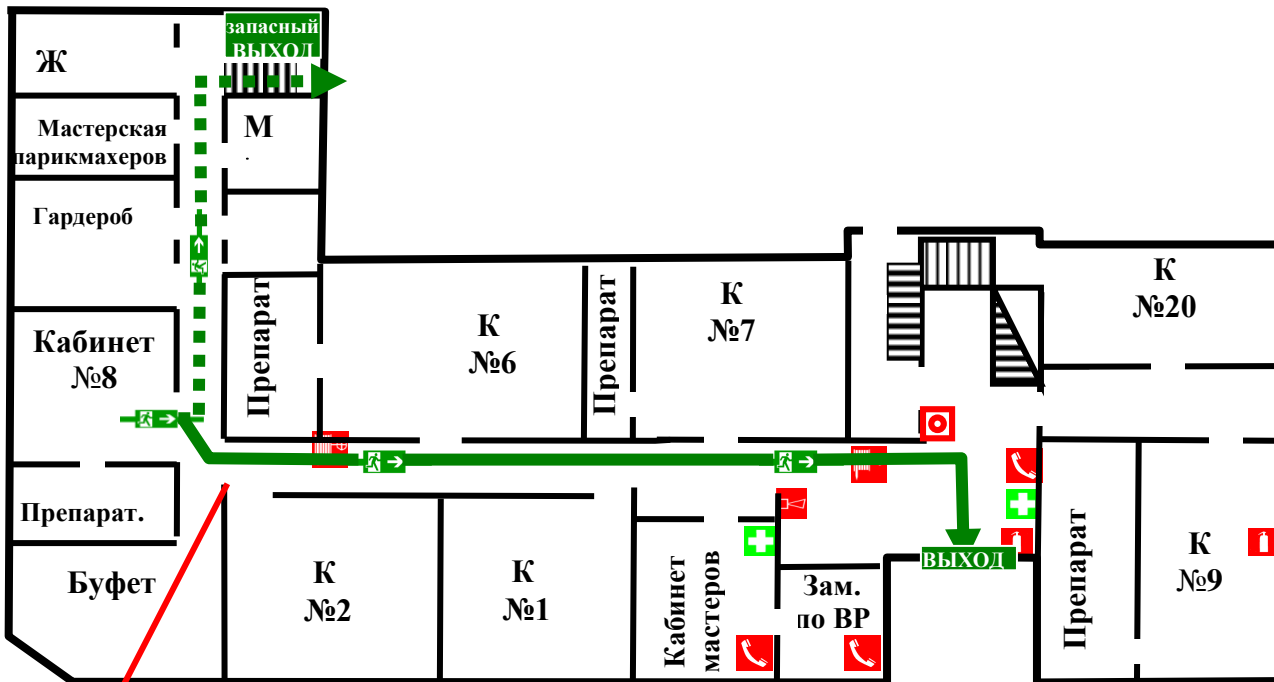 запасный
ВЫХОД
Ж
Мастерская
парикмахеров
М
Гардероб
Кабинет
№8
Препарат
К
№6
Препарат
К
№7
К
№20
Препарат.
Буфет
К
№2
К
№1
Кабинет
мастеров
Зам.
по ВР
ВЫХОД
Препарат
К
№9